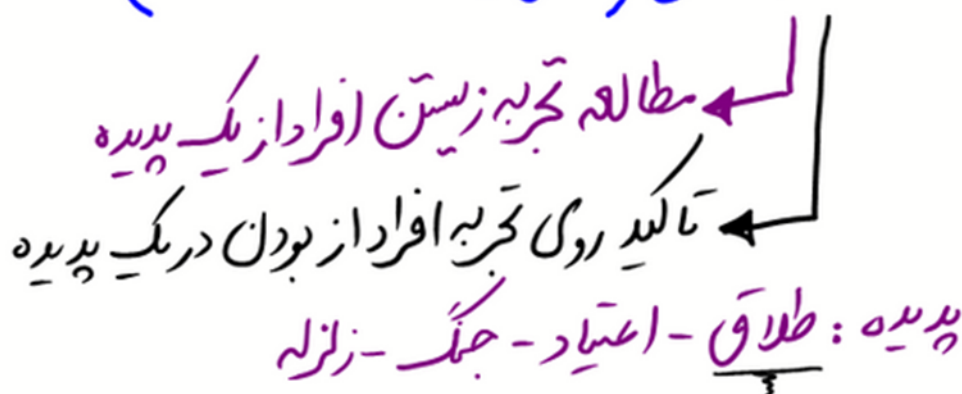 مطالعه تجربه زیستن افراد از یک پدیده
تاکید روی تجربه افراد از بودن در یک پدیده
پدیده : طلاق - اعتیاد - جنگ - زلزله